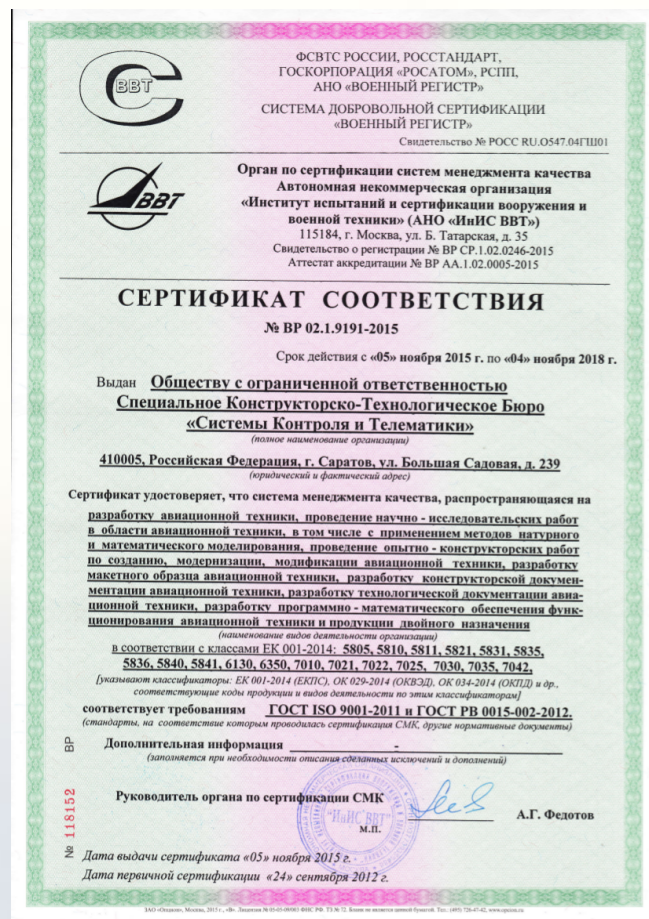 ВВТ
ФСВТС РОССИИ, РОССТАНДАРТ,
ГОСКОРПОРАЦИЯ «РОСАТОМ», РСПП,
АНО «ВОЕННЫЙ РЕГИСТР»
СИСТЕМА ДОБРОВОЛЬНОЙ СЕРТИФИКАЦИИ
«ВОЕННЫЙ РЕГИСТР»
Свидетельство № РОСС RU.О547.04ГШ01
ВВТ
Орган по сертификации систем менеджмента качества
Автономная некоммерческая организация
«Институт испытаний и сертификации вооружения и
военной техники» (АНО «ИнИС ВВТ»)
115184, г. Москва, ул. Б. Татарская, д. 35
Свидетельство о регистрации № ВР СР.1.02.0246-2015
Аттестат аккредитации № ВР АА.1.02.0005-2015
СЕРТИФИКАТ СООТВЕТСТВИЯ
№ ВР 02.1.9191-2015
Срок действия с «05» ноября 2015 г. по «04» ноября 2018 г.
Выдан Обществу с ограниченной ответственностью
Специальное Конструкторско-Технологическое Бюро
«Системы Контроля и Телематики»
(полное наименование организации)
410005, Российская Федерация, г. Саратов, ул. Большая Садовая, д. 239
(юридический и фактический адрес)
Сертификат удостоверяет, что система менеджмента качества, распространяющаяся на
разработку авиационной техники, проведение научно - исследовательских работ
в области авиационной техники, в том числе с применением методов натурного
и математического моделирования, проведение опытно - конструкторских работ
по созданию, модернизации, модификации авиационной техники, разработку
макетного образца авиационной техники, разработку конструкторской докумен-
ментации авиационной техники, разработку технологической документации авиа-
ционной техники, разработку программно - математического обеспечения функ-
ционирования авиационной техники и продукции двойного назначения
(наименование видов деятельности организации)
в соответствии с классами ЕК 001-2014: 5805, 5810, 5811, 5821, 5831, 5835,
5836, 5840, 5841, 6130, 6350, 7010, 7021, 7022, 7025, 7030, 7035, 7042,
[указывают классификаторы: ЕК 001-2014 (ЕКПС), ОК 029-2014 (ОКВЭД), ОК 034-2014 (ОКПД) и др.,
соответствующие коды продукции и видов деятельности по этим классификаторам]
соответствует требованиям ГОСТ ISO 9001-2011 и ГОСТ РВ 0015-002-2012.
(стандарты, на соответствие которым проводилась сертификация СМК, другие нормативные документы)
Дополнительная информация -
(заполняется при необходимости описания сделанных исключений и дополнений)
Руководитель органа по сертификации СМК
"ИнИС ВВТ"
М.П.
А.Г. Федотов
№ 118152 ВР
Дата выдачи сертификата «05» ноября 2015 г.
Дата первичной сертификации «24» сентября 2012 г.